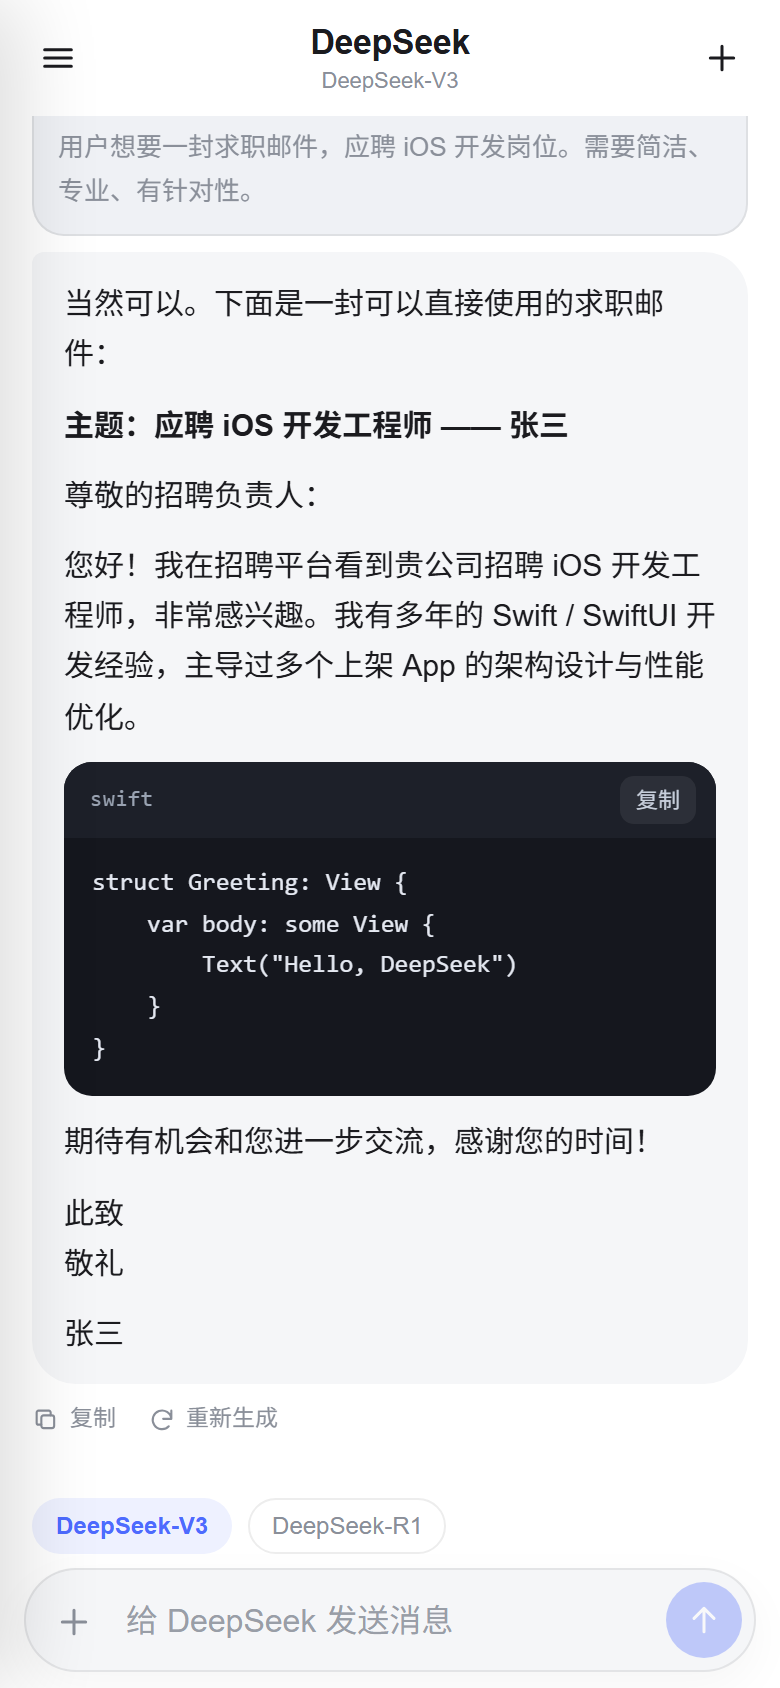 DeepSeek
DeepSeek-V3
用户想要一封求职邮件，应聘 iOS 开发岗位。需要简洁、
专业、有针对性。
当然可以。下面是一封可以直接使用的求职邮
件：
主题：应聘 iOS 开发工程师 —— 张三
尊敬的招聘负责人：
您好！我在招聘平台看到贵公司招聘 iOS 开发工
程师，非常感兴趣。我有多年的 Swift / SwiftUI 开
发经验，主导过多个上架 App 的架构设计与性能
优化。
swift
复制
struct Greeting: View {
    var body: some View {
        Text("Hello, DeepSeek")
    }
}
期待有机会和您进一步交流，感谢您的时间！
此致
敬礼
张三
复制 重新生成
DeepSeek-V3 DeepSeek-R1
给 DeepSeek 发送消息